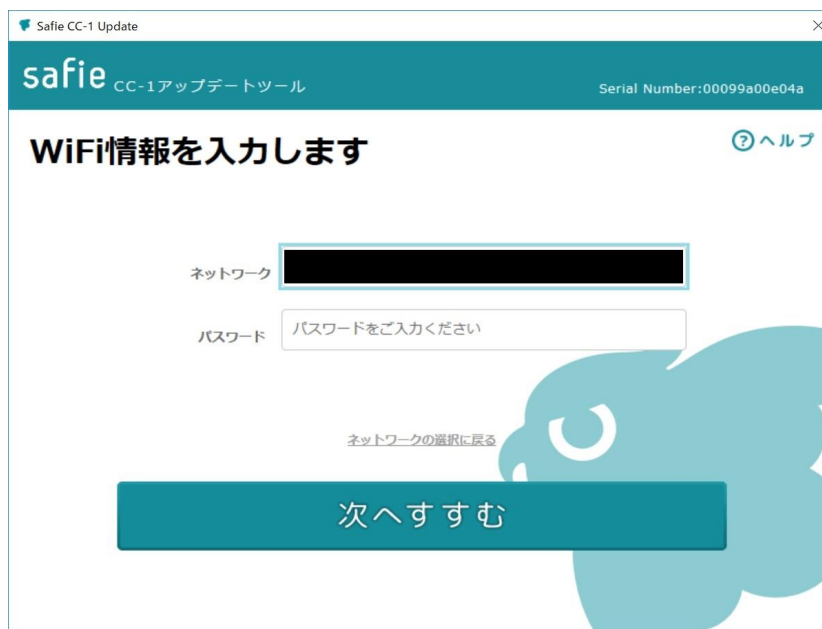 Safie CC-1 Update
safie CC-1アップデートツール
Serial Number:00099a00e04a
WiFi情報を入力します
ヘルプ
ネットワーク
パスワード
パスワードをご入力ください
ネットワークの選択に戻る
次へすすむ